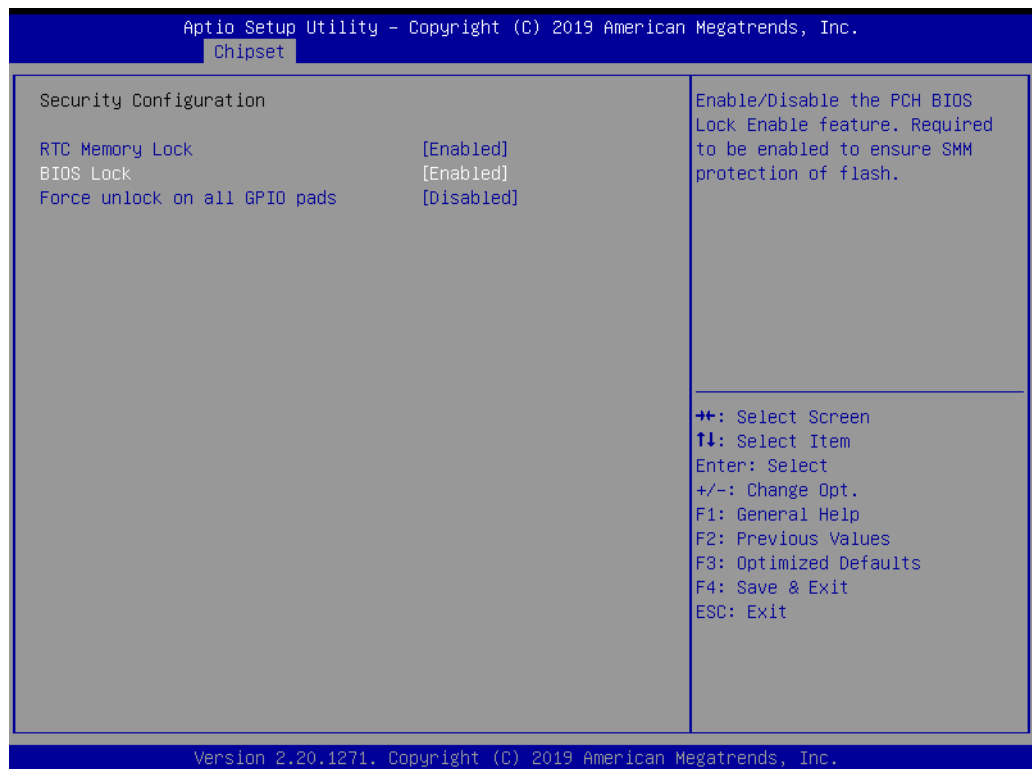 Aptio Setup Utility – Copyright (C) 2019 American Megatrends, Inc.
Chipset
Security Configuration
RTC Memory Lock [Enabled]
BIOS Lock [Enabled]
Force unlock on all GPIO pads [Disabled]
Enable/Disable the PCH BIOS
Lock Enable feature. Required
to be enabled to ensure SMM
protection of flash.
→←: Select Screen
↑↓: Select Item
Enter: Select
+/-: Change Opt.
F1: General Help
F2: Previous Values
F3: Optimized Defaults
F4: Save & Exit
ESC: Exit
Version 2.20.1271. Copyright (C) 2019 American Megatrends, Inc.